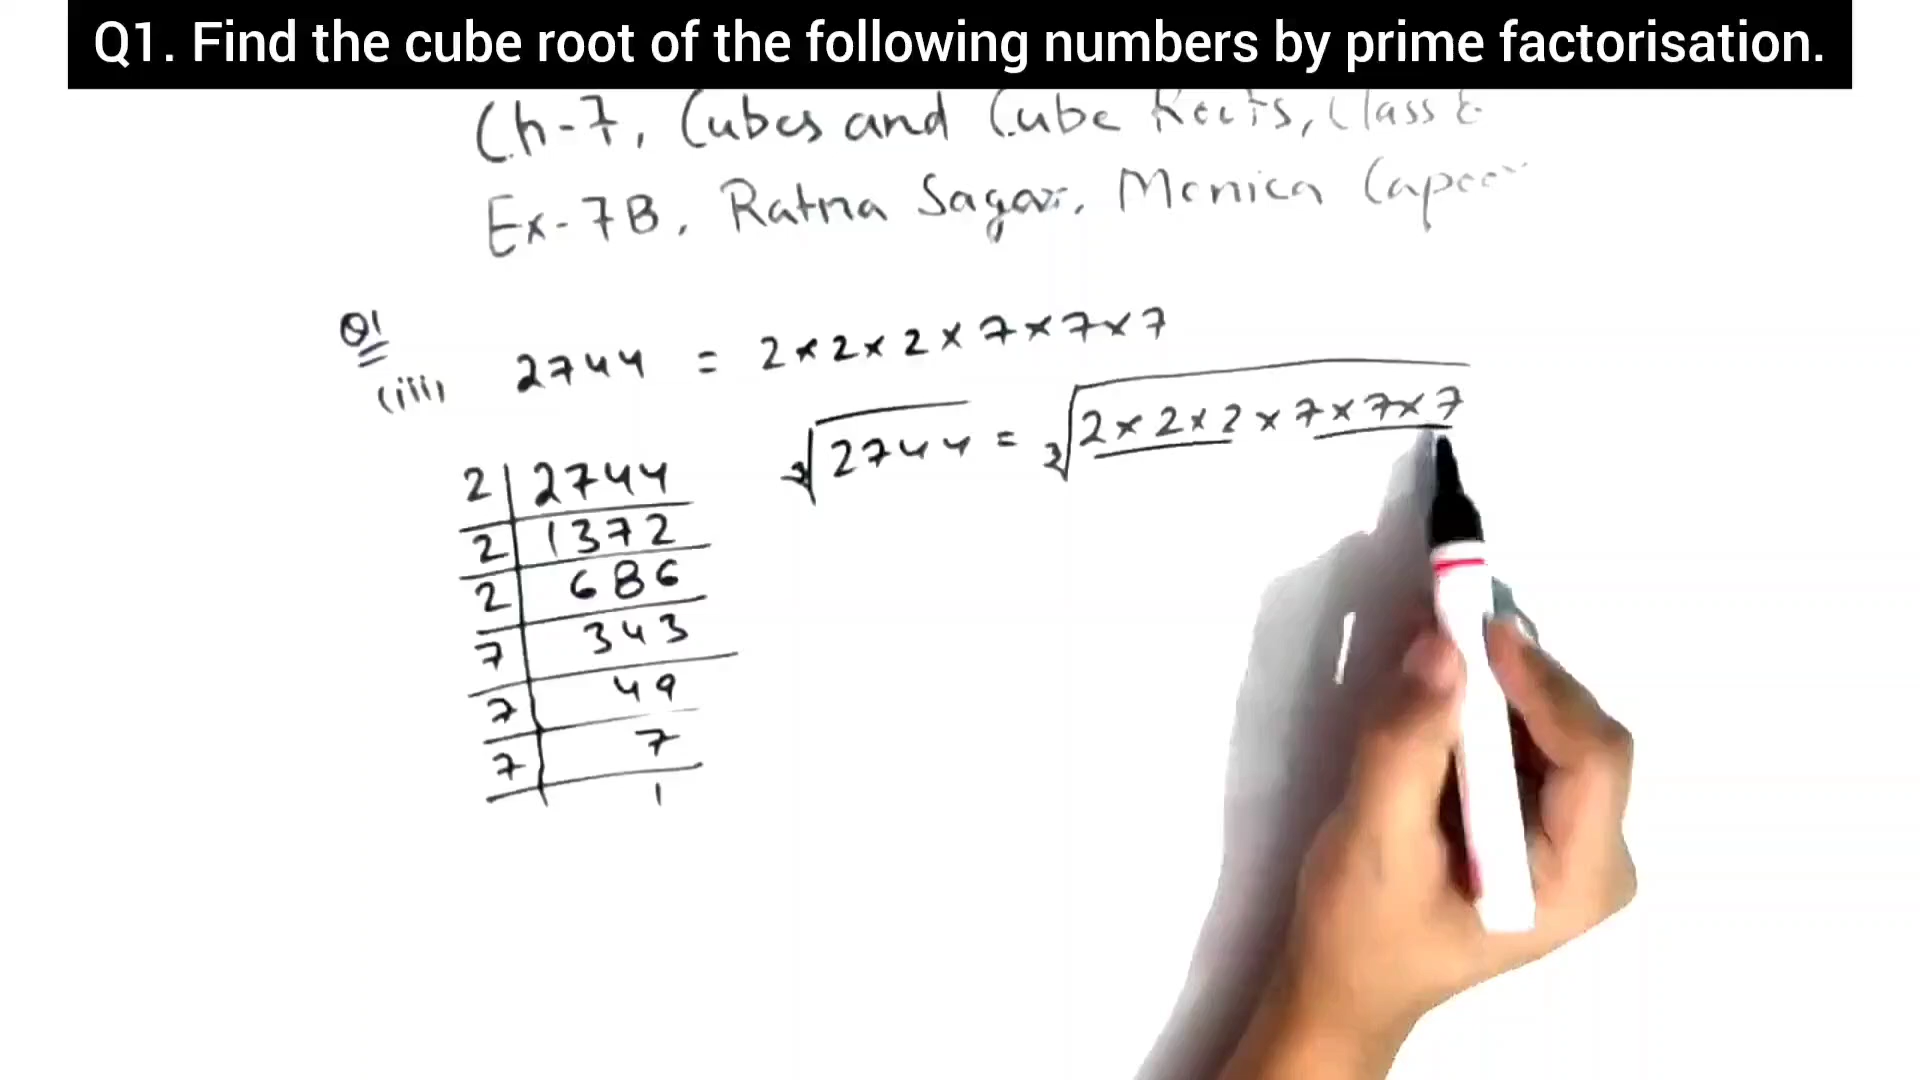 Q1. Find the cube root of the following numbers by prime factorisation.
Ch-7, Cubes and Cube Roots, Class 8
Ex-7B, Ratna Sagar, Monica Capoor
Q1
(iii) 2744 = 2×2×2×7×7×7
∛2744 = ∛2×2×2×7×7×7
2 | 2744
2 | 1372
2 | 686
7 | 343
7 | 49
7 | 7
1